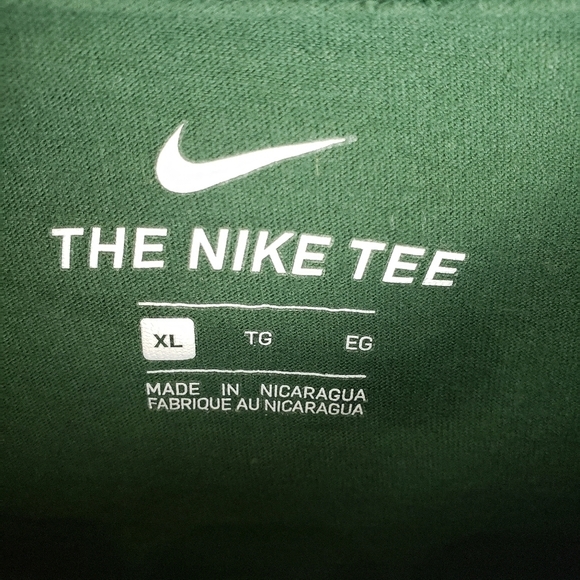 THE NIKE TEE
XL TG EG
MADE IN NICARAGUA
FABRIQUE AU NICARAGUA